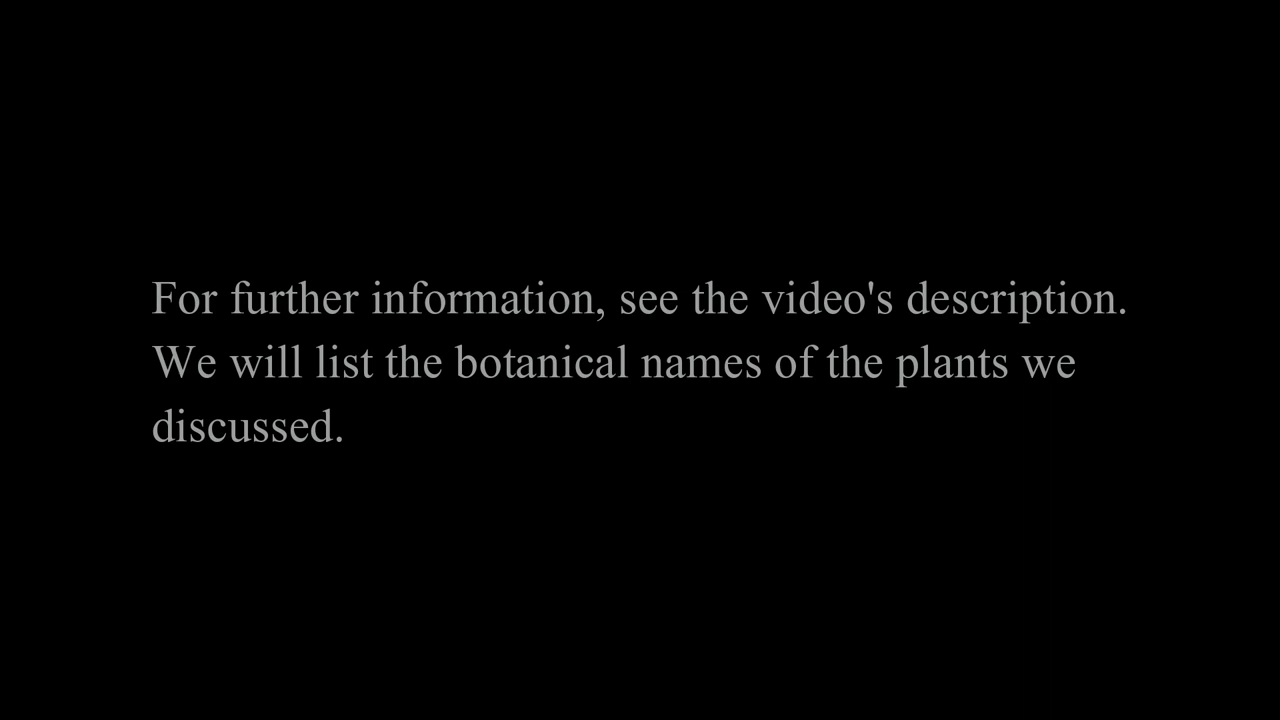 For further information, see the video's description.
We will list the botanical names of the plants we
discussed.